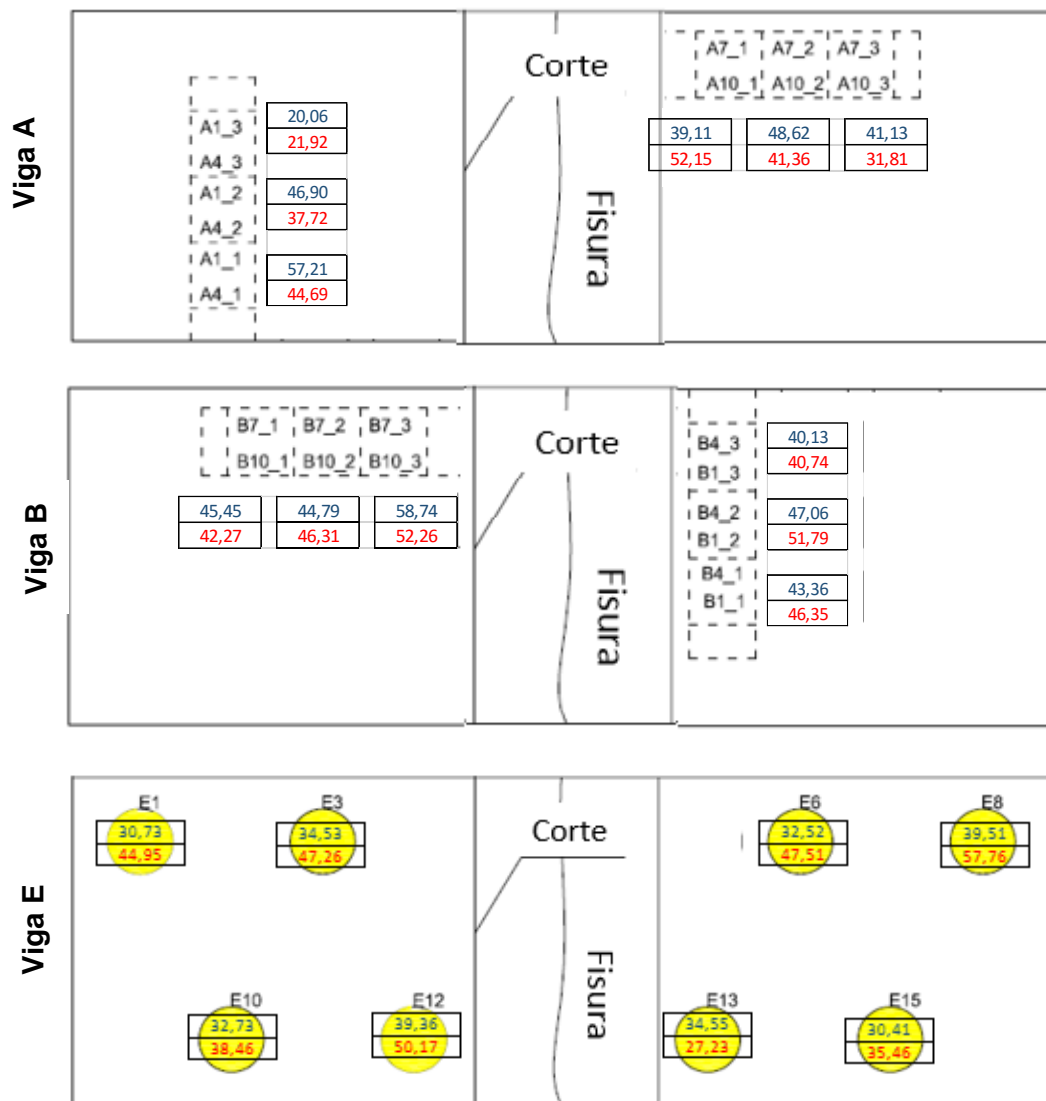 Viga A
A1_3
A4_3
A1_2
A4_2
A1_1
A4_1
20,06
21,92
46,90
37,72
57,21
44,69
Corte
Fisura
A7_1 A7_2 A7_3
A10_1 A10_2 A10_3
39,11 48,62 41,13
52,15 41,36 31,81
Viga B
B7_1 B7_2 B7_3
B10_1 B10_2 B10_3
45,45 44,79 58,74
42,27 46,31 52,26
Corte
Fisura
B4_3
B1_3
B4_2
B1_2
B4_1
B1_1
40,13
40,74
47,06
51,79
43,36
46,35
Viga E
E1 E3
30,73 34,53
44,95 47,26
Corte
Fisura
E6 E8
32,52 39,51
47,51 57,76
E10 E12
32,73 39,36
38,46 50,17
E13 E15
34,55 30,41
27,23 35,46